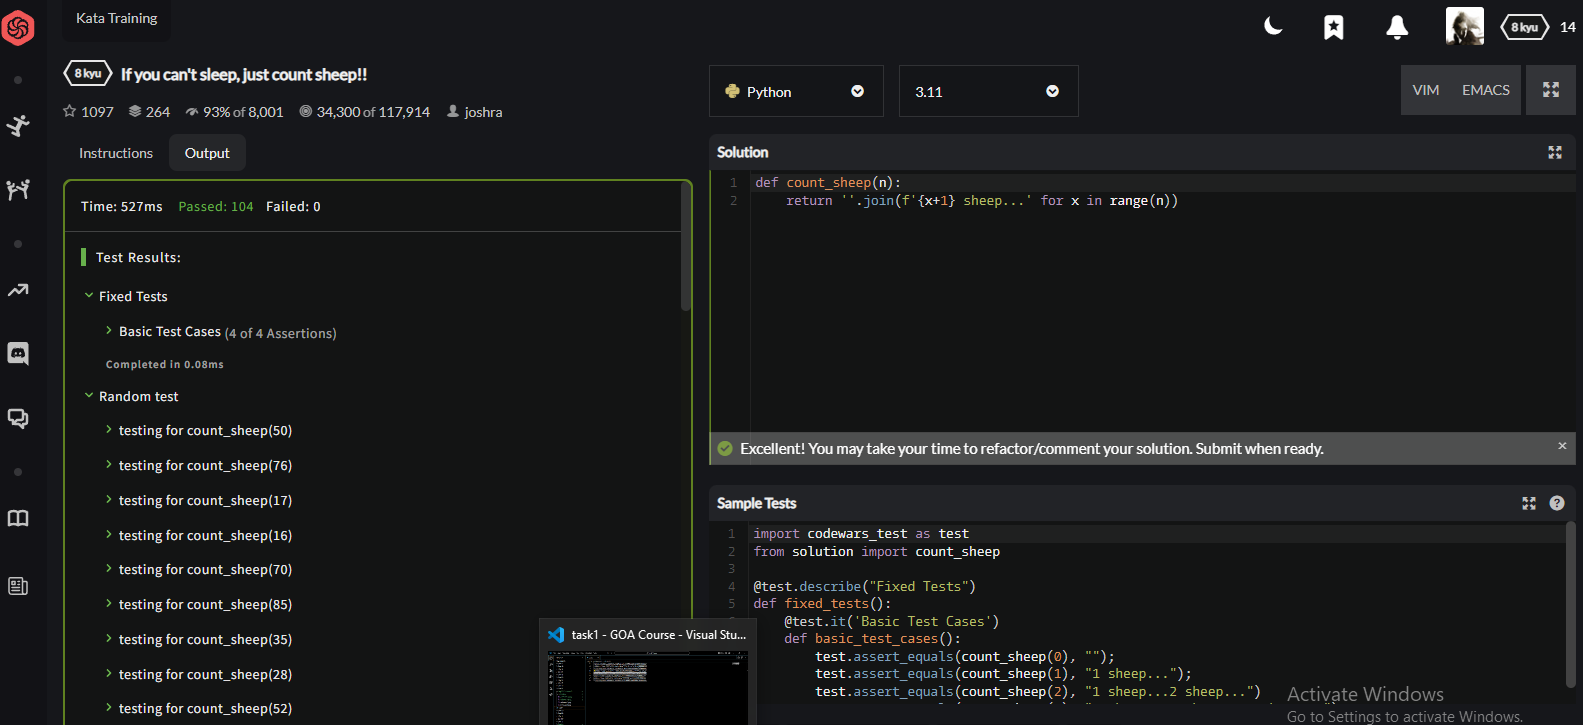 Kata Training
8 kyu
14
8 kyu If you can't sleep, just count sheep!!
1097 264 93% of 8,001 34,300 of 117,914 joshra
Instructions Output
Time: 527ms Passed: 104 Failed: 0
Test Results:
Fixed Tests
Basic Test Cases (4 of 4 Assertions)
Completed in 0.08ms
Random test
testing for count_sheep(50)
testing for count_sheep(76)
testing for count_sheep(17)
testing for count_sheep(16)
testing for count_sheep(70)
testing for count_sheep(85)
testing for count_sheep(35)
testing for count_sheep(28)
testing for count_sheep(52)
task1 - GOA Course - Visual Stu...
Python
3.11
VIM EMACS
Solution
1 def count_sheep(n):
2 return ''.join(f'{x+1} sheep...' for x in range(n))
Excellent! You may take your time to refactor/comment your solution. Submit when ready.
Sample Tests
1 import codewars_test as test
2 from solution import count_sheep
3
4 @test.describe("Fixed Tests")
5 def fixed_tests():
@test.it('Basic Test Cases')
def basic_test_cases():
test.assert_equals(count_sheep(0), "");
test.assert_equals(count_sheep(1), "1 sheep...");
test.assert_equals(count_sheep(2), "1 sheep...2 sheep...")
Activate Windows
Go to Settings to activate Windows.